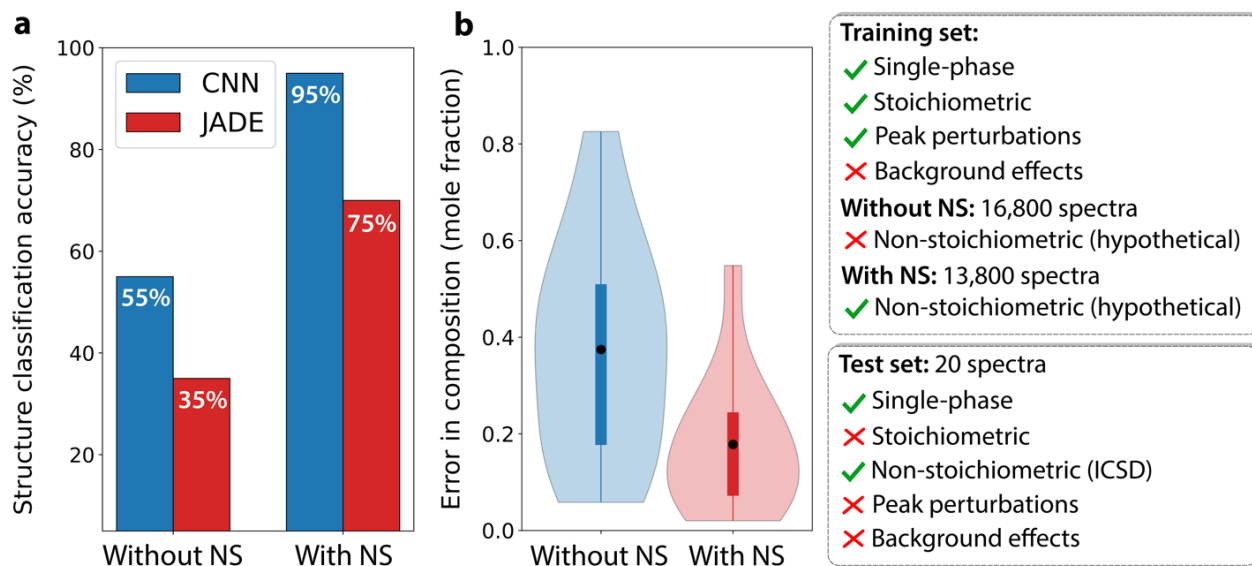 a
Structure classification accuracy (%)
100
80
60
40
20
CNN
JADE
55%
35%
95%
75%
Without NS
With NS
b
Error in composition (mole fraction)
1.0
0.8
0.6
0.4
0.2
0.0
Without NS
With NS
Training set:
Single-phase
Stoichiometric
Peak perturbations
Background effects
Without NS: 16,800 spectra
Non-stoichiometric (hypothetical)
With NS: 13,800 spectra
Non-stoichiometric (hypothetical)
Test set: 20 spectra
Single-phase
Stoichiometric
Non-stoichiometric (ICSD)
Peak perturbations
Background effects